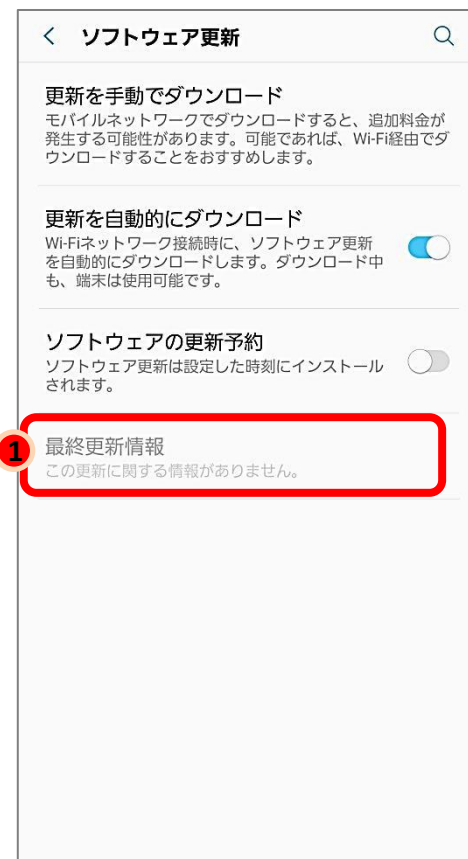 ソフトウェア更新
更新を手動でダウンロード
モバイルネットワークでダウンロードすると、追加料金が
発生する可能性があります。可能であれば、Wi-Fi経由でダ
ウンロードすることをおすすめします。
更新を自動的にダウンロード
Wi-Fiネットワーク接続時に、ソフトウェア更新
を自動的にダウンロードします。ダウンロード中
も、端末は使用可能です。
ソフトウェアの更新予約
ソフトウェア更新は設定した時刻にインストール
されます。
1
最終更新情報
この更新に関する情報がありません。